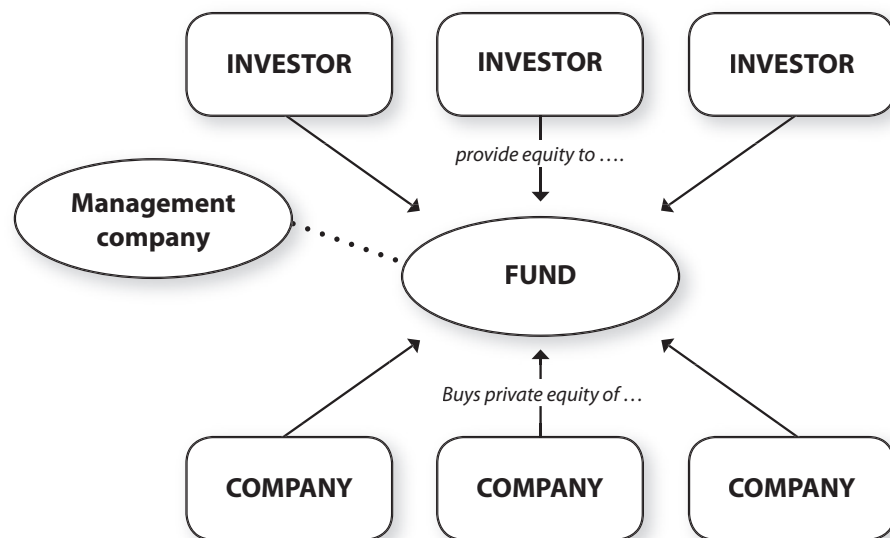 INVESTOR
INVESTOR
INVESTOR
provide equity to ....
Management
company
FUND
Buys private equity of …
COMPANY
COMPANY
COMPANY